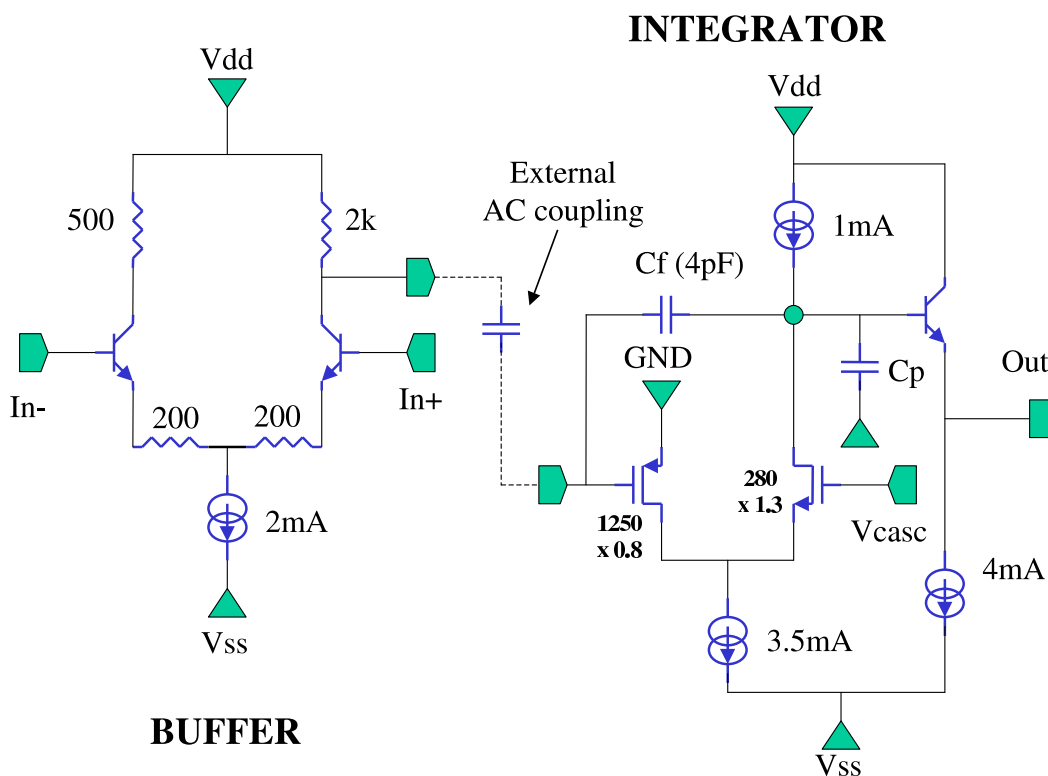 INTEGRATOR
Vdd
Vdd
External
AC coupling
500
2k
1mA
Cf (4pF)
GND
Cp
Out
In-
In+
200
200
280
x 1.3
1250
x 0.8
Vcasc
2mA
4mA
3.5mA
Vss
BUFFER
Vss